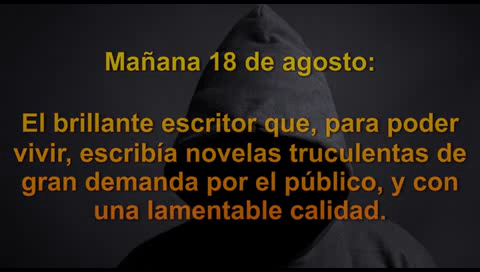 Mañana 18 de agosto:
El brillante escritor que, para poder
vivir, escribía novelas truculentas de
gran demanda por el público, y con
una lamentable calidad.